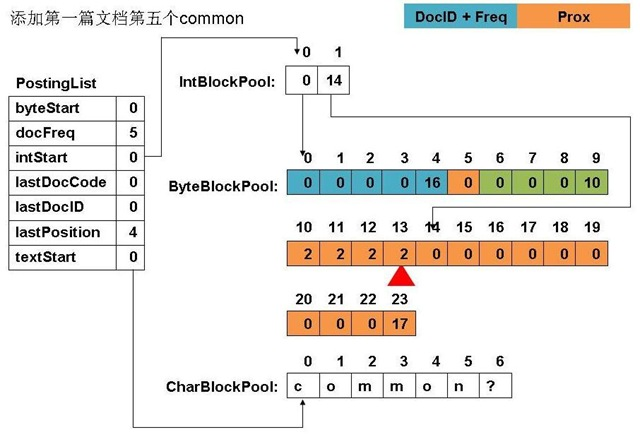 添加第一篇文档第五个common
DocID + Freq Prox
0 1
IntBlockPool: 0 14
PostingList
byteStart 0
docFreq 5
intStart 0
lastDocCode 0
lastDocID 0
lastPosition 4
textStart 0
0 1 2 3 4 5 6 7 8 9
ByteBlockPool: 0 0 0 0 16 0 0 0 0 10
10 11 12 13 14 15 16 17 18 19
2 2 2 2 0 0 0 0 0 0
20 21 22 23
0 0 0 17
0 1 2 3 4 5 6
CharBlockPool: c o m m o n ?